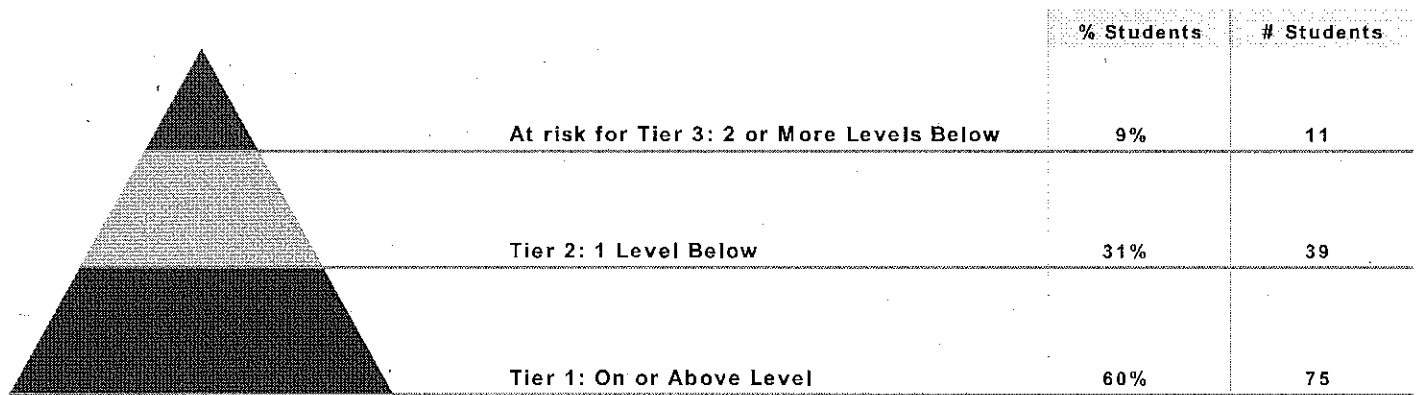 % Students # Students
At risk for Tier 3: 2 or More Levels Below 9% 11
Tier 2: 1 Level Below 31% 39
Tier 1: On or Above Level 60% 75